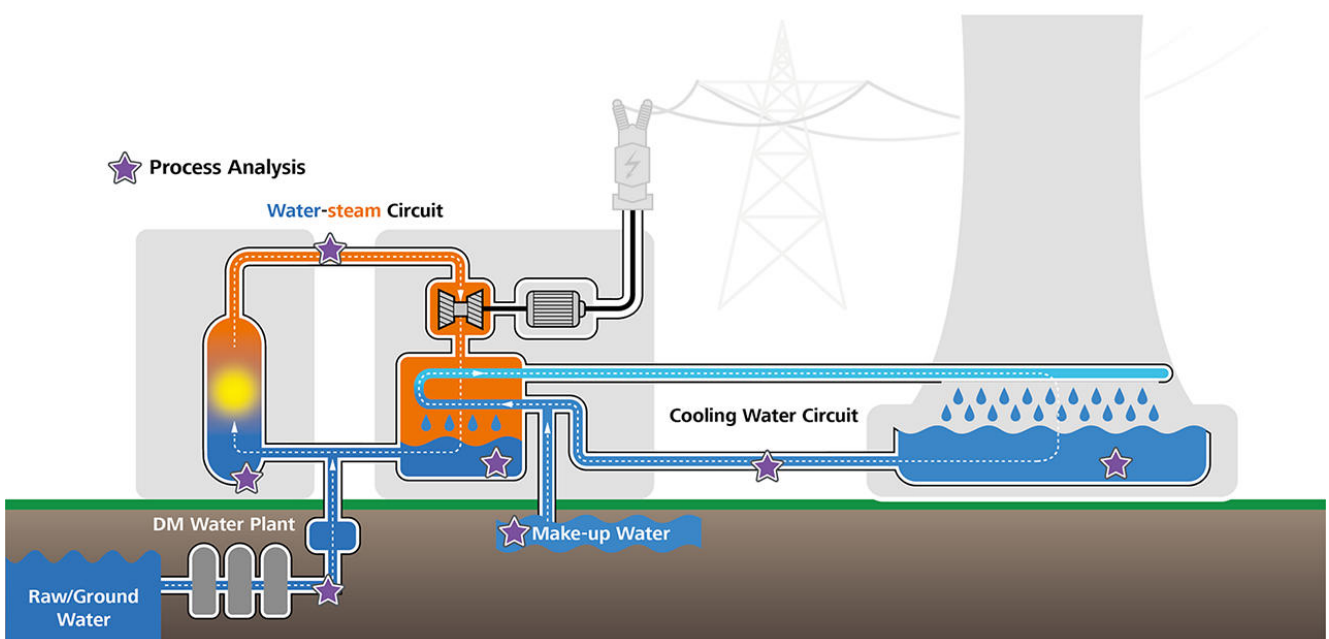 Process Analysis
Water-steam Circuit
Cooling Water Circuit
DM Water Plant
Make-up Water
Raw/Ground
Water